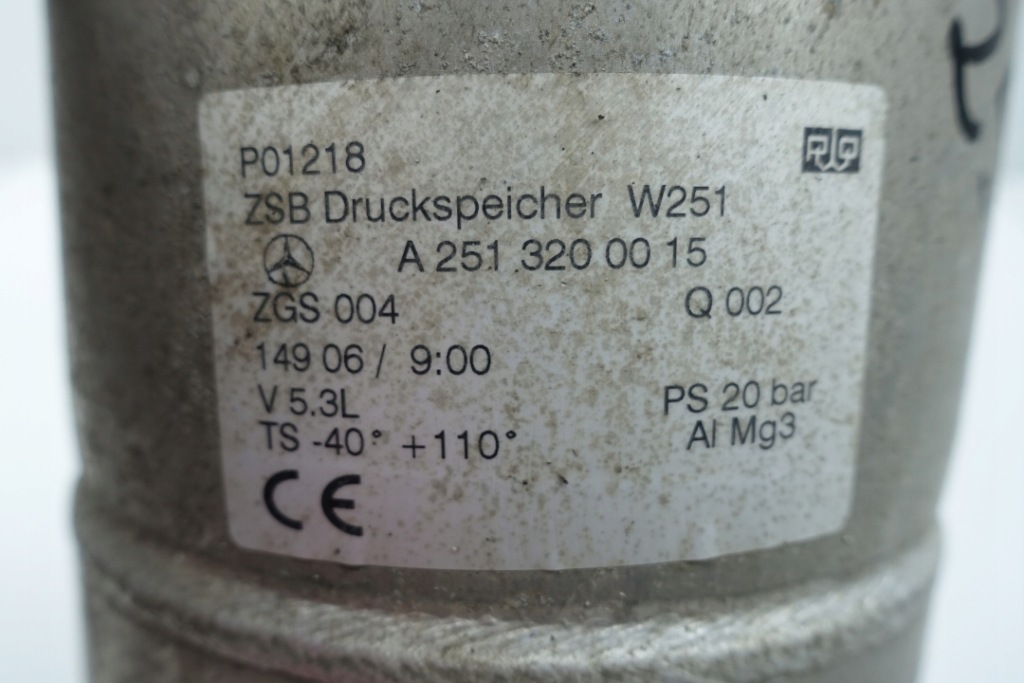 P01218
ZSB Druckspeicher W251
A 251 320 00 15
ZGS 004 Q 002
149 06 / 9:00
V 5.3L PS 20 bar
TS -40° +110° Al Mg3
CE